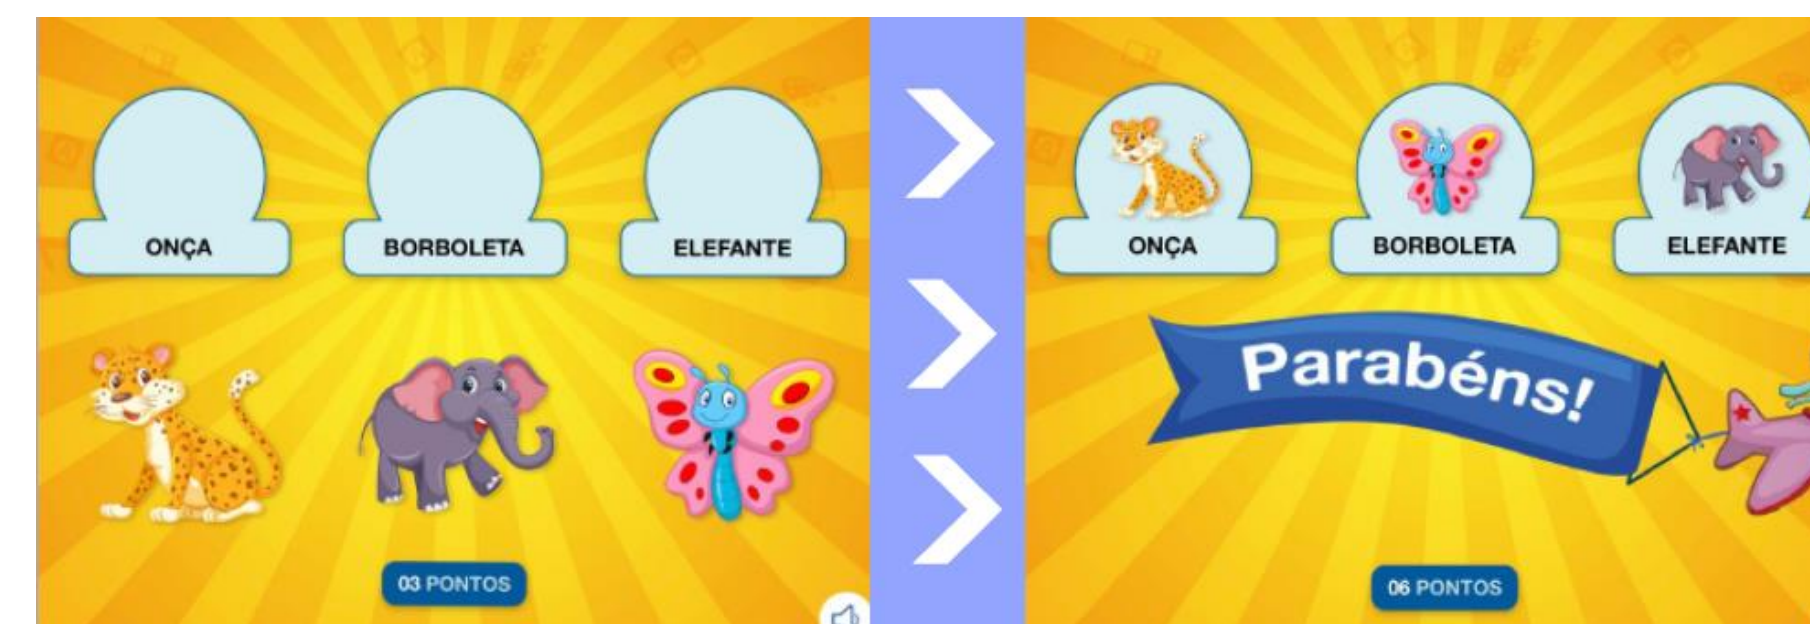 ONÇA
BORBOLETA
ELEFANTE
03 PONTOS
ONÇA
BORBOLETA
ELEFANTE
Parabéns!
06 PONTOS